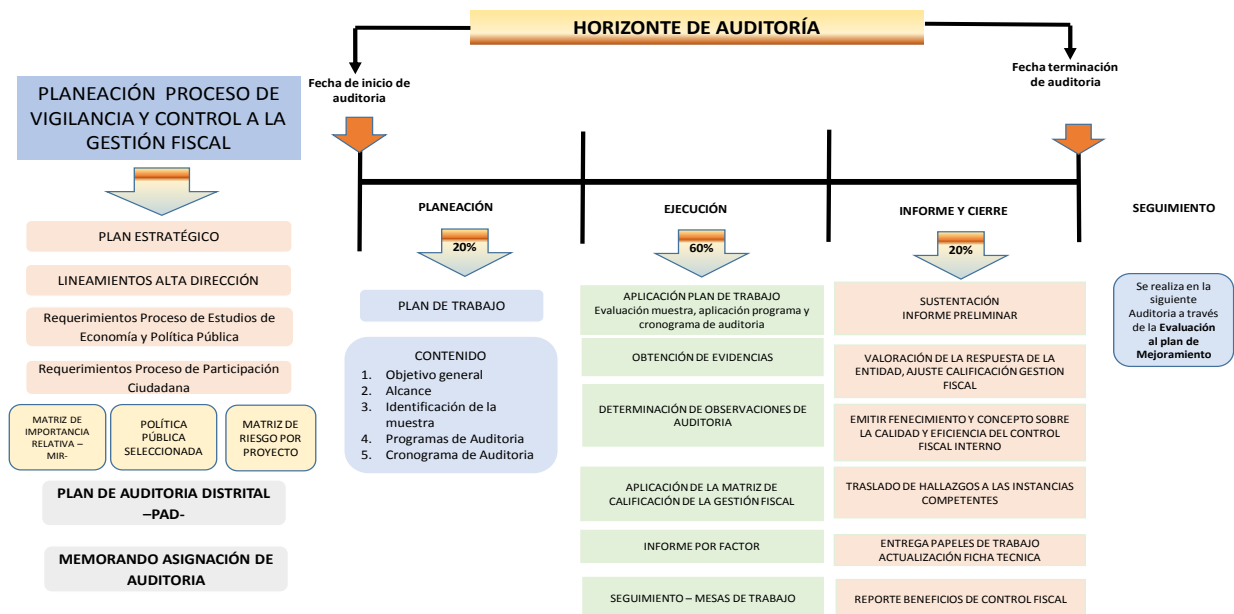 HORIZONTE DE AUDITORÍA
Fecha de inicio de
auditoria
Fecha terminación
de auditoria
PLANEACIÓN PROCESO DE
VIGILANCIA Y CONTROL A LA
GESTIÓN FISCAL
PLAN ESTRATÉGICO
LINEAMIENTOS ALTA DIRECCIÓN
Requerimientos Proceso de Estudios de
Economía y Política Pública
Requerimientos Proceso de Participación
Ciudadana
MATRIZ DE
IMPORTANCIA
RELATIVA –
MIR-
POLÍTICA
PÚBLICA
SELECCIONADA
MATRIZ DE
RIESGO POR
PROYECTO
PLAN DE AUDITORIA DISTRITAL
–PAD-
MEMORANDO ASIGNACIÓN DE
AUDITORIA
PLANEACIÓN
20%
PLAN DE TRABAJO
CONTENIDO
1. Objetivo general
2. Alcance
3. Identificación de la
muestra
4. Programas de Auditoria
5. Cronograma de Auditoria
EJECUCIÓN
60%
APLICACIÓN PLAN DE TRABAJO
Evaluación muestra, aplicación programa y
cronograma de auditoria
OBTENCIÓN DE EVIDENCIAS
DETERMINACIÓN DE OBSERVACIONES DE
AUDITORIA
APLICACIÓN DE LA MATRIZ DE
CALIFICACIÓN DE LA GESTIÓN FISCAL
INFORME POR FACTOR
SEGUIMIENTO – MESAS DE TRABAJO
INFORME Y CIERRE
20%
SUSTENTACIÓN
INFORME PRELIMINAR
VALORACIÓN DE LA RESPUESTA DE LA
ENTIDAD, AJUSTE CALIFICACIÓN GESTION
FISCAL
EMITIR FENECIMIENTO Y CONCEPTO SOBRE
LA CALIDAD Y EFICIENCIA DEL CONTROL
FISCAL INTERNO
TRASLADO DE HALLAZGOS A LAS INSTANCIAS
COMPETENTES
ENTREGA PAPELES DE TRABAJO
ACTUALIZACIÓN FICHA TECNICA
REPORTE BENEFICIOS DE CONTROL FISCAL
SEGUIMIENTO
Se realiza en la
siguiente
Auditoria a través
de la Evaluación
al plan de
Mejoramiento